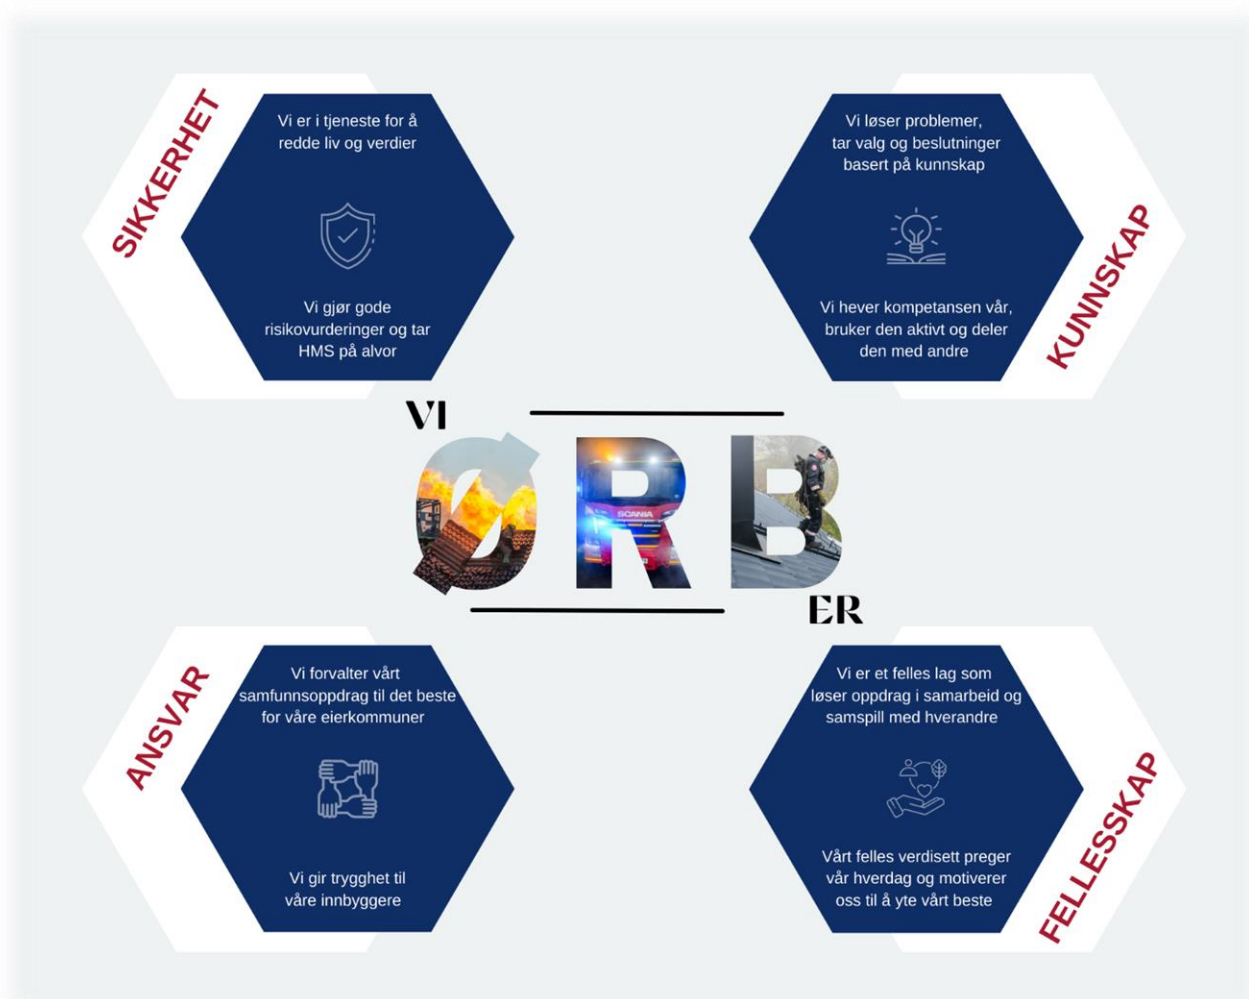 SIKKERHET
Vi er i tjeneste for å
redde liv og verdier
Vi gjør gode
risikovurderinger og tar
HMS på alvor
KUNNSKAP
Vi løser problemer,
tar valg og beslutninger
basert på kunnskap
Vi hever kompetansen vår,
bruker den aktivt og deler
den med andre
VI
ØRB
SCANIA
ER
ANSVAR
Vi forvalter vårt
samfunnsoppdrag til det beste
for våre eierkommuner
Vi gir trygghet til
våre innbyggere
FELLESSKAP
Vi er et felles lag som
løser oppdrag i samarbeid og
samspill med hverandre
Vårt felles verdisett preger
vår hverdag og motiverer
oss til å yte vårt beste